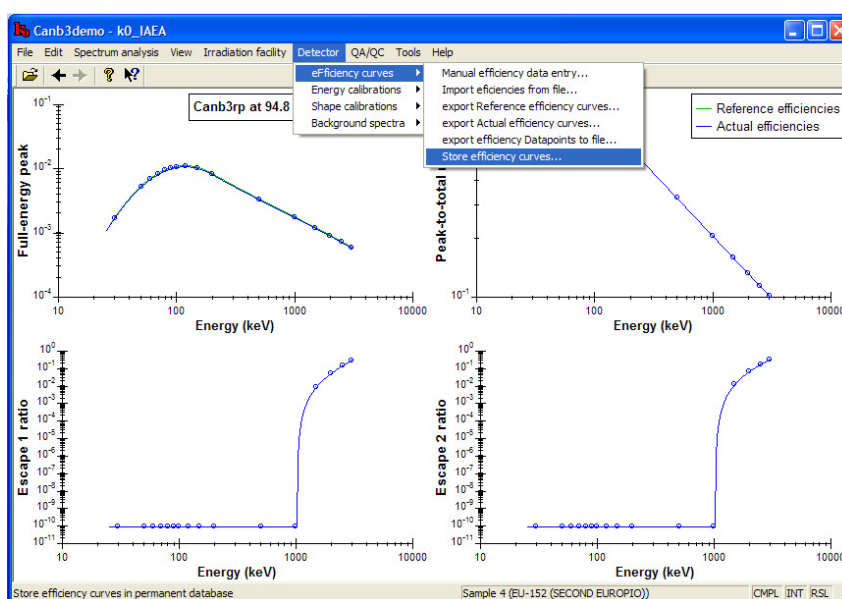 Canb3demo - k0_IAEA
File Edit Spectrum analysis View Irradiation facility Detector QA/QC Tools Help
eFficiency curves
Energy calibrations
Shape calibrations
Background spectra
Manual efficiency data entry...
Import eficiencies from file...
export Reference efficiency curves...
export Actual efficiency curves...
export efficiency Datapoints to file...
Store efficiency curves...
Canb3rp at 94.8
Reference efficiencies
Actual efficiencies
Full-energy peak
10^-1
10^-2
10^-3
10^-4
10 100 1000 10000
Energy (keV)
Peak-to-total
10^-1
10 100 1000 10000
Energy (keV)
Escape 1 ratio
10^0
10^-1
10^-2
10^-3
10^-4
10^-5
10^-6
10^-7
10^-8
10^-9
10^-10
10^-11
10 100 1000 10000
Energy (keV)
Escape 2 ratio
10^0
10^-1
10^-2
10^-3
10^-4
10^-5
10^-6
10^-7
10^-8
10^-9
10^-10
10^-11
10 100 1000 10000
Energy (keV)
Store efficiency curves in permanent database
Sample 4 (EU-152 (SECOND EUROPIO))
CMPL INT RSL